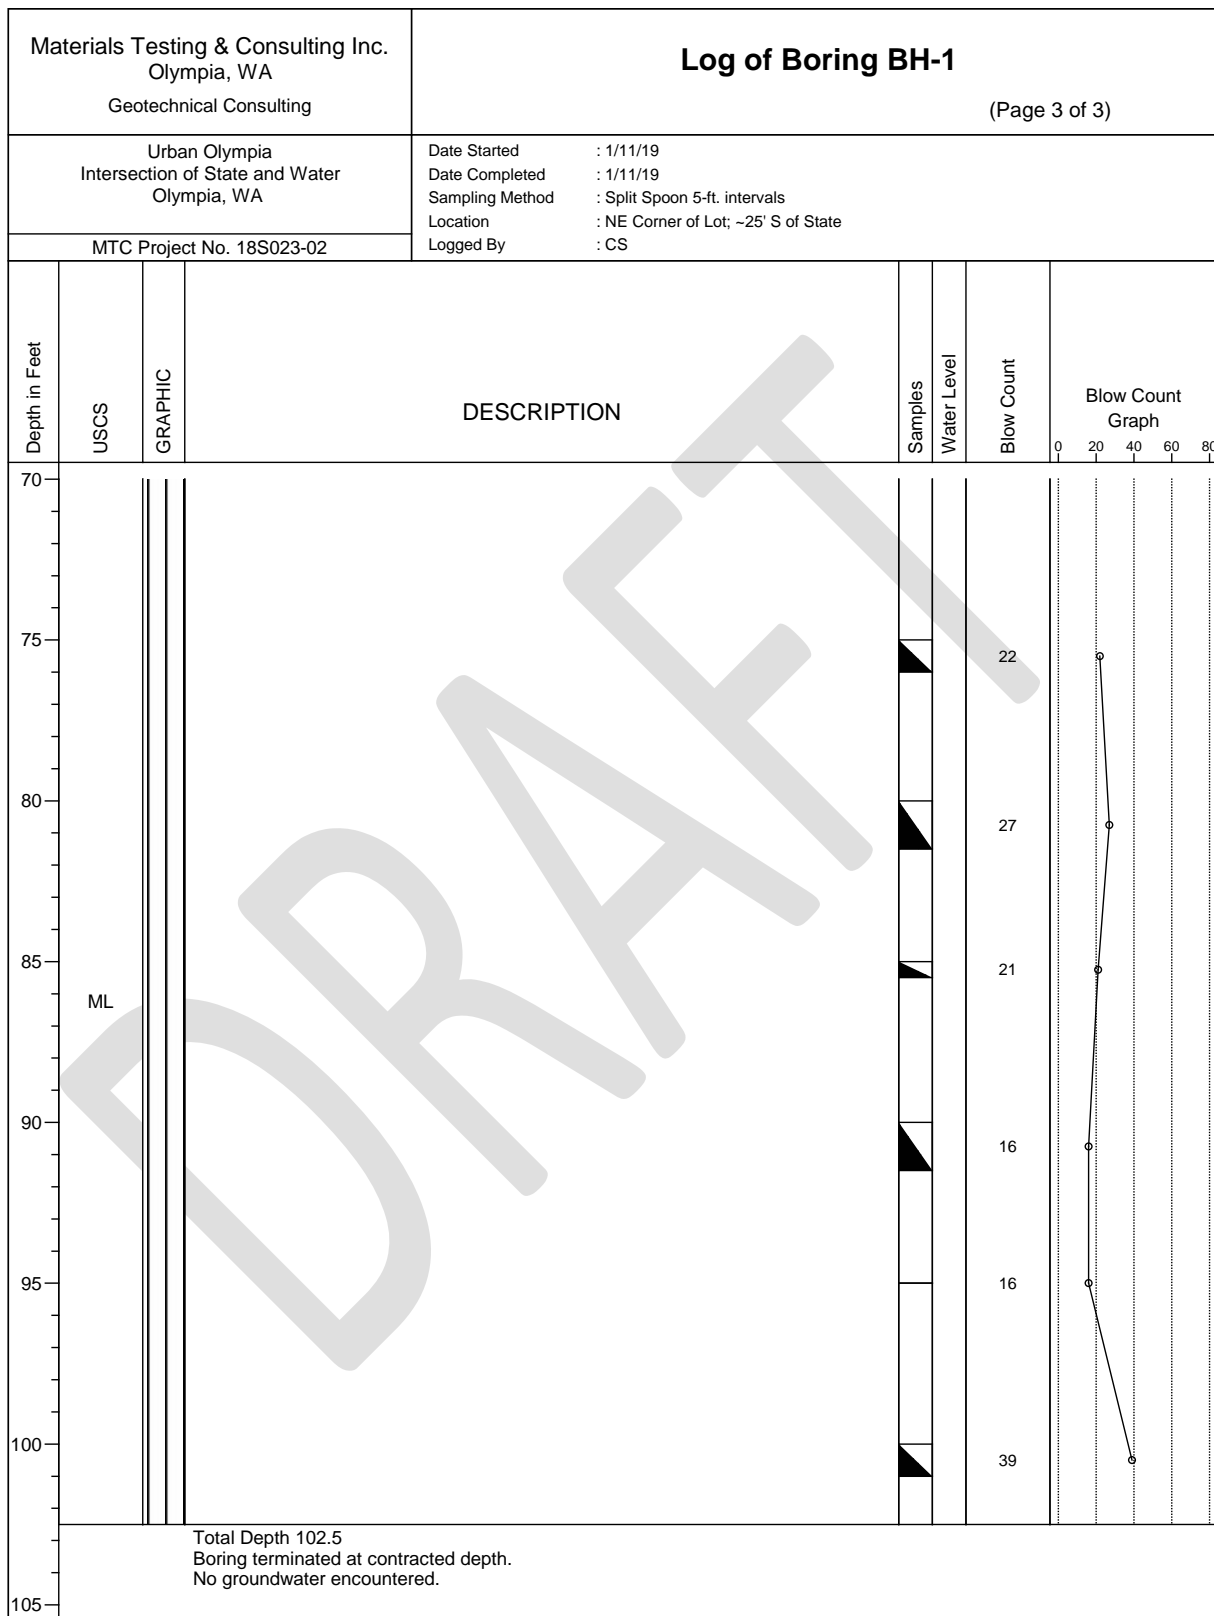 Materials Testing & Consulting Inc.
Olympia, WA
Geotechnical Consulting
Log of Boring BH-1
(Page 3 of 3)
Urban Olympia
Intersection of State and Water
Olympia, WA
MTC Project No. 18S023-02
Date Started : 1/11/19
Date Completed : 1/11/19
Sampling Method : Split Spoon 5-ft. intervals
Location : NE Corner of Lot; ~25' S of State
Logged By : CS
Depth in Feet
USCS
GRAPHIC
DESCRIPTION
Samples
Water Level
Blow Count
Blow Count
Graph
0 20 40 60 80
70
75
22
80
27
85
21
ML
90
16
95
16
100
39
Total Depth 102.5
Boring terminated at contracted depth.
No groundwater encountered.
105
DRAFT